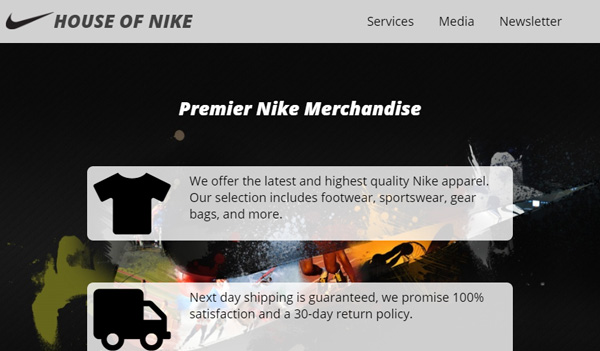 HOUSE OF NIKE
Services
Media
Newsletter
Premier Nike Merchandise
We offer the latest and highest quality Nike apparel.
Our selection includes footwear, sportswear, gear
bags, and more.
Next day shipping is guaranteed, we promise 100%
satisfaction and a 30-day return policy.